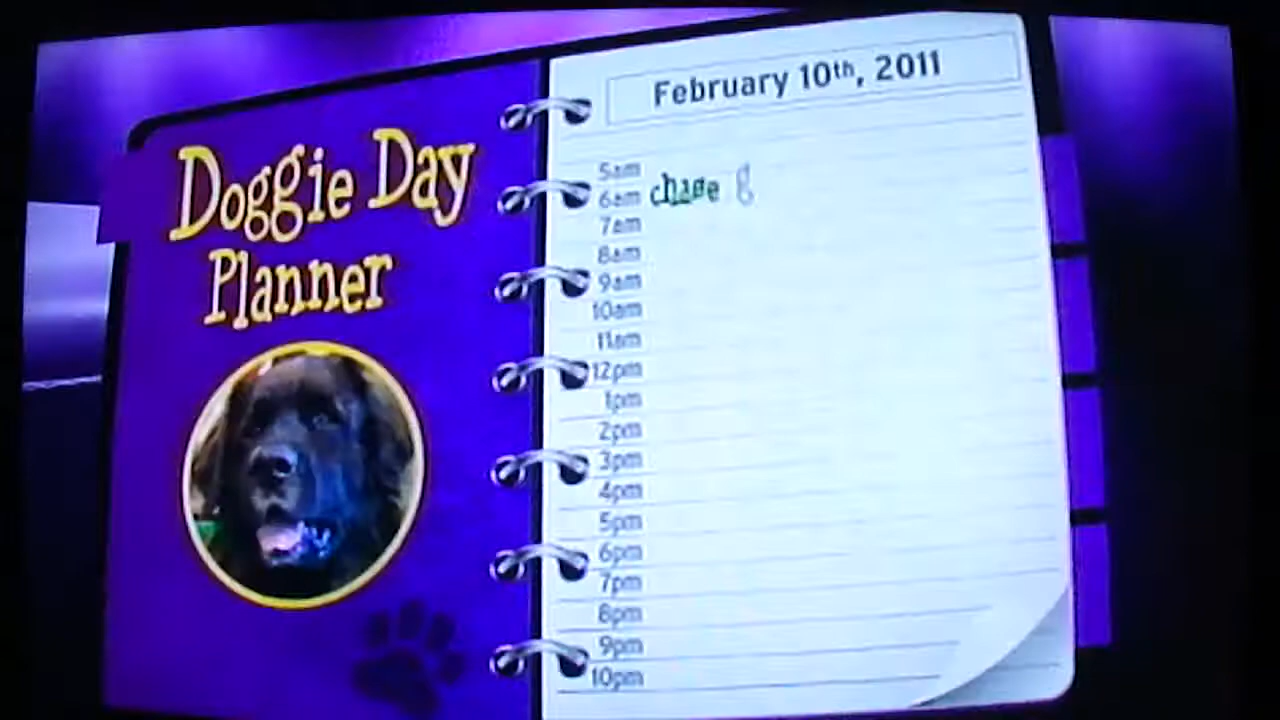 Doggie Day
Planner
February 10th, 2011
5am
6am chase g
7am
8am
9am
10am
11am
12pm
1pm
2pm
3pm
4pm
5pm
6pm
7pm
8pm
9pm
10pm